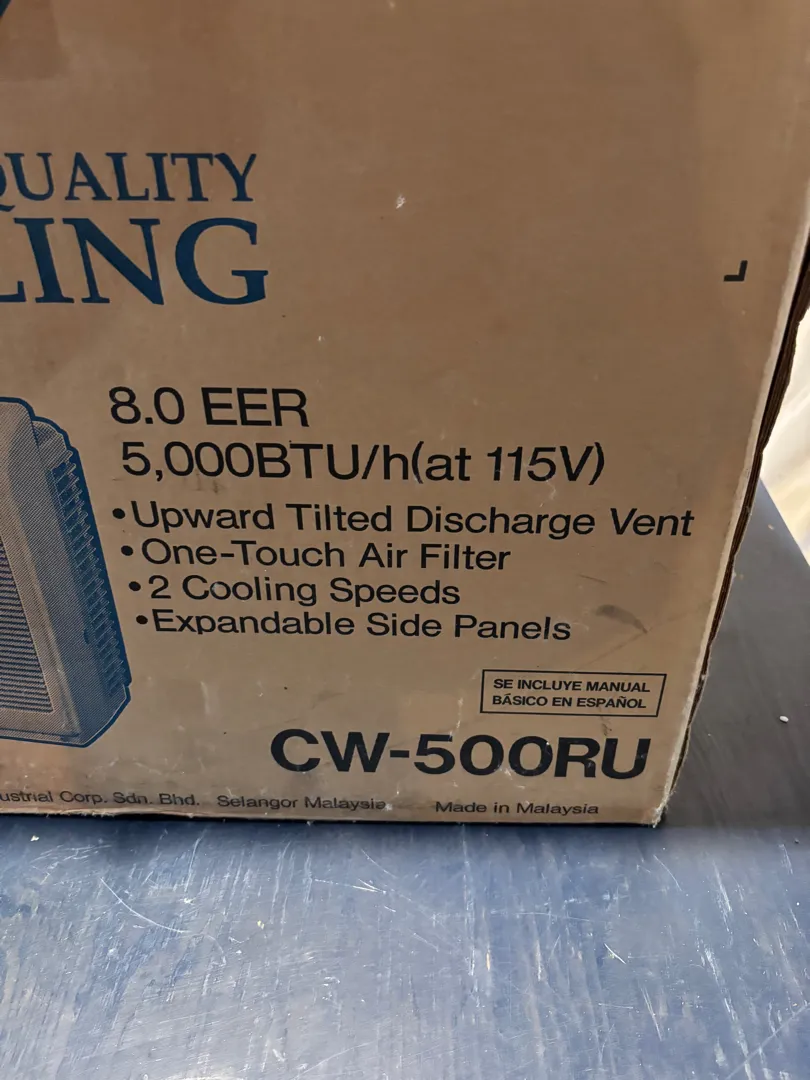 QUALITY
LING
8.0 EER
5,000BTU/h(at 115V)
•Upward Tilted Discharge Vent
•One-Touch Air Filter
•2 Cooling Speeds
•Expandable Side Panels
SE INCLUYE MANUAL
BÁSICO EN ESPAÑOL
CW-500RU
ustrial Corp. Sdn. Bhd. Selangor Malaysia Made in Malaysia